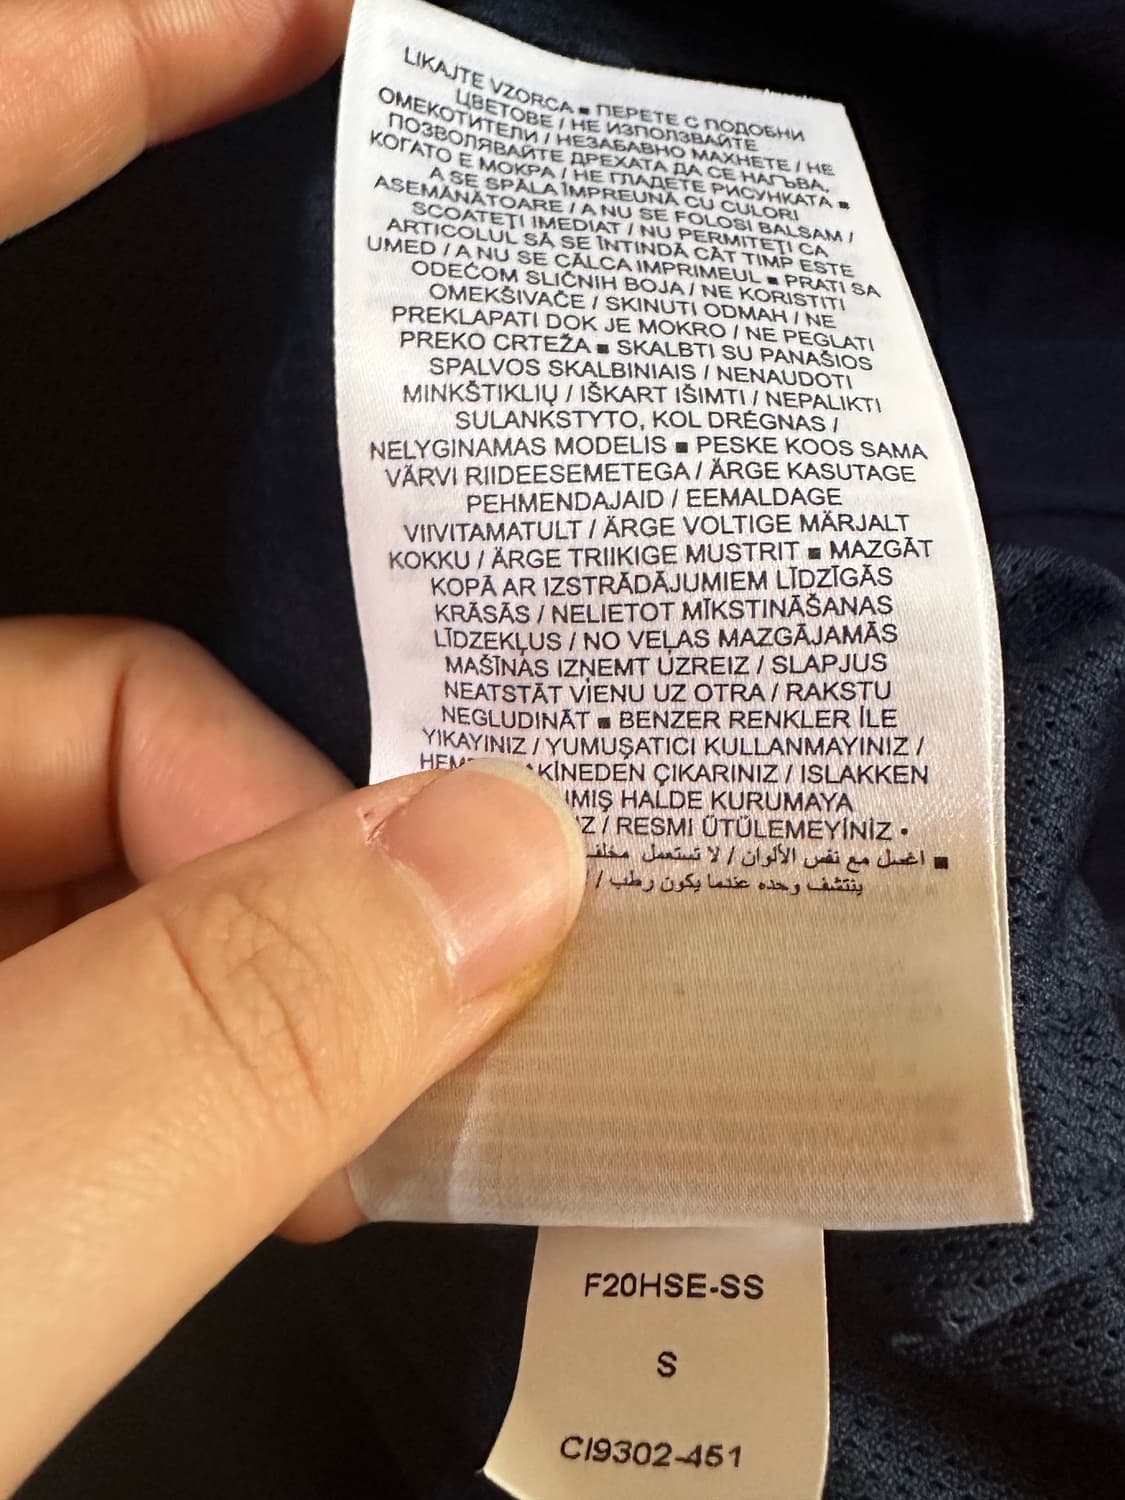 LIKAJTE VZORCA ■ ПЕРЕТЕ С ПОДОБНИ
ЦВЕТОВЕ / НЕ ИЗПОЛЗВАЙТЕ
ОМЕКОТИТЕЛИ / НЕЗАБАВНО МАХНЕТЕ / НЕ
ПОЗВОЛЯВАЙТЕ ДРЕХАТА ДА СЕ НАГЪВА,
КОГАТО Е МОКРА / НЕ ГЛАДЕТЕ РИСУНКАТА ■
A SE SPĂLA ÎMPREUNĂ CU CULORI
ASEMĂNĂTOARE / A NU SE FOLOSI BALSAM /
SCOATEȚI IMEDIAT / NU PERMITEȚI CA
ARTICOLUL SĂ SE ÎNTINDĂ CÂT TIMP ESTE
UMED / A NU SE CĂLCA IMPRIMEUL ■ PRATI SA
ODEĆOM SLIČNIH BOJA / NE KORISTITI
OMEKŠIVAČE / SKINUTI ODMAH / NE
PREKLAPATI DOK JE MOKRO / NE PEGLATI
PREKO CRTEŽA ■ SKALBTI SU PANAŠIOS
SPALVOS SKALBINIAIS / NENAUDOTI
MINKŠTIKLIŲ / IŠKART IŠIMTI / NEPALIKTI
SULANKSTYTO, KOL DRĖGNAS /
NELYGINAMAS MODELIS ■ PESKE KOOS SAMA
VÄRVI RIIDEESEMETEGA / ÄRGE KASUTAGE
PEHMENDAJAID / EEMALDAGE
VIIVITAMATULT / ÄRGE VOLTIGE MÄRJALT
KOKKU / ÄRGE TRIIKIGE MUSTRIT ■ MAZGĀT
KOPĀ AR IZSTRĀDĀJUMIEM LĪDZĪGĀS
KRĀSĀS / NELIETOT MĪKSTINĀŠANAS
LĪDZEKĻUS / NO VEĻAS MAZGĀJAMĀS
MAŠĪNAS IZŅEMT UZREIZ / SLAPJUS
NEATSTĀT VIENU UZ OTRA / RAKSTU
NEGLUDINĀT ■ BENZER RENKLER İLE
YIKAYINIZ / YUMUŞATICI KULLANMAYINIZ /
ÇIKARINIZ / ISLAKKEN
HALDE KURUMAYA
/ RESMI ÜTÜLEMEYİNİZ •
■ اغسل مع نفس الألوان / لا تستعمل
ينتشف وحده عندما يكون رطب /
F20HSE-SS
S
CI9302-451